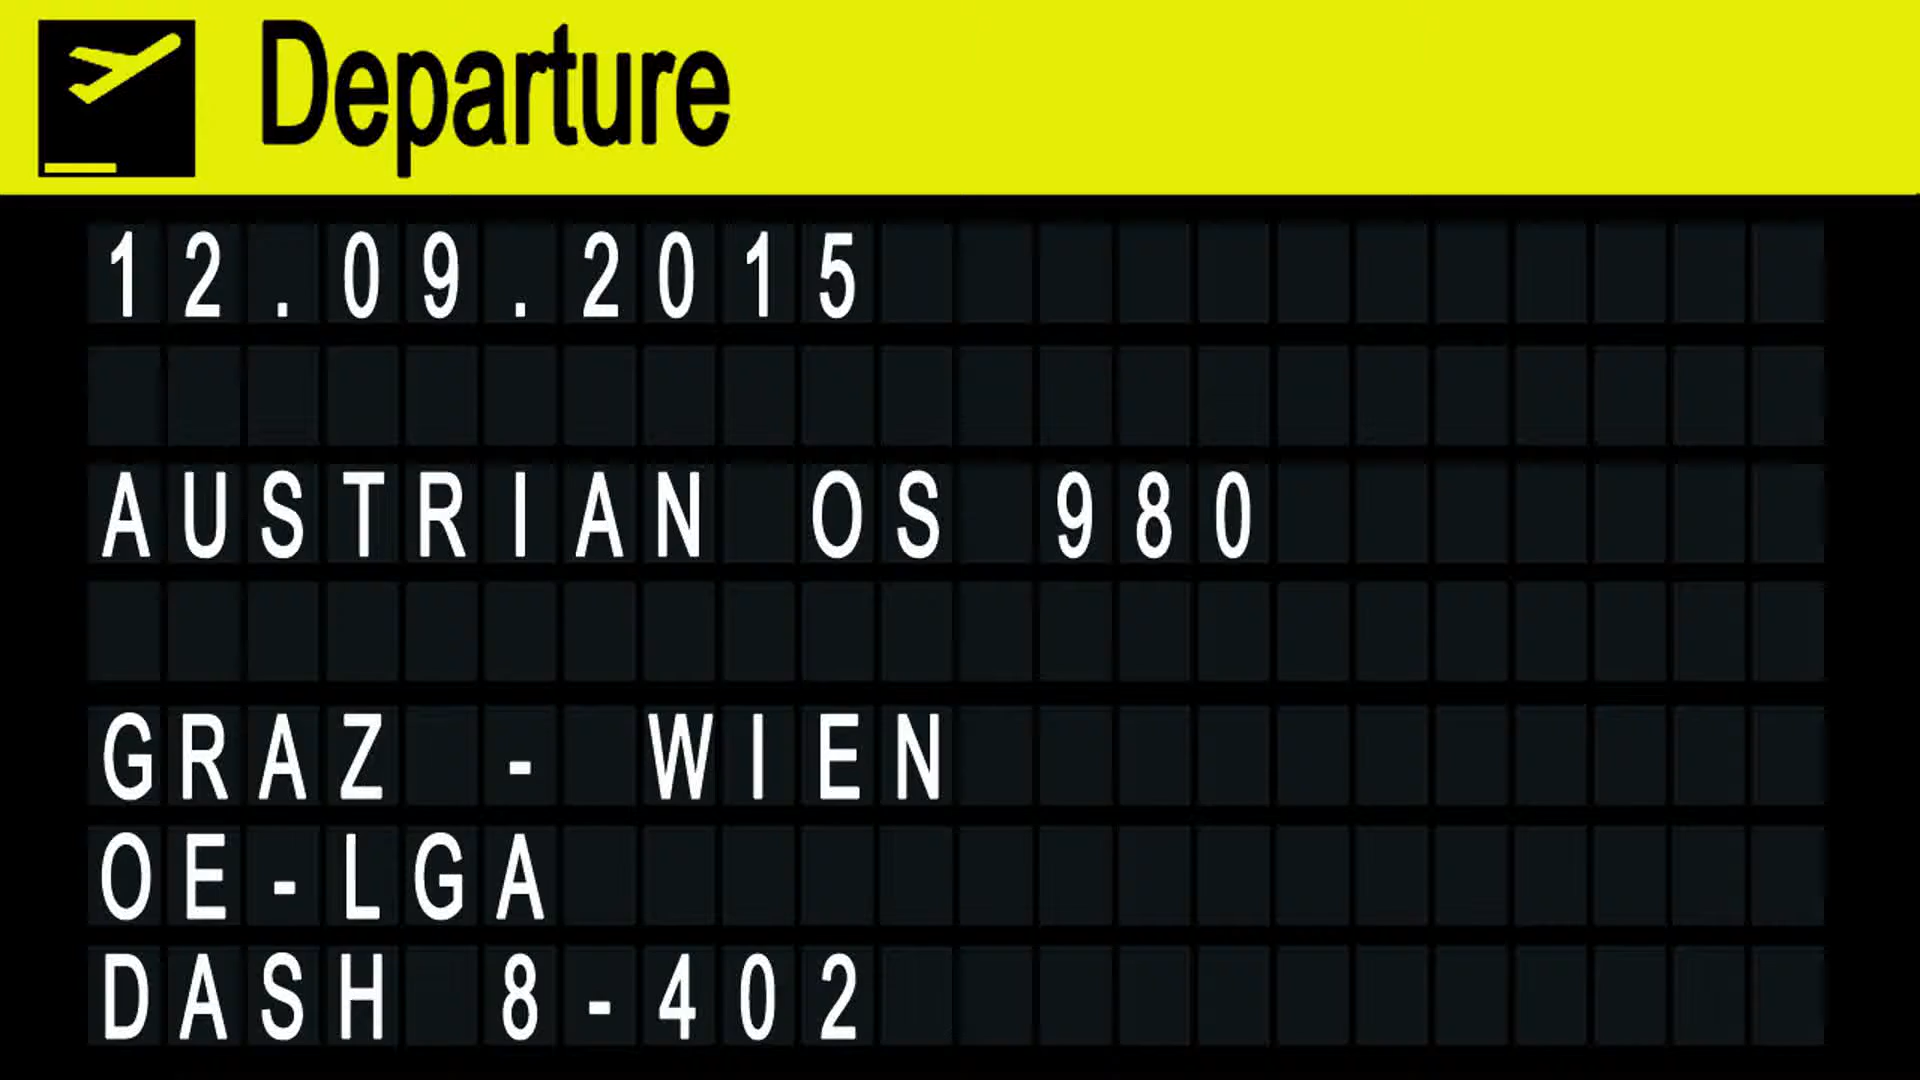 Departure
12.09.2015
AUSTRIAN OS 980
GRAZ - WIEN
OE-LGA
DASH 8-402